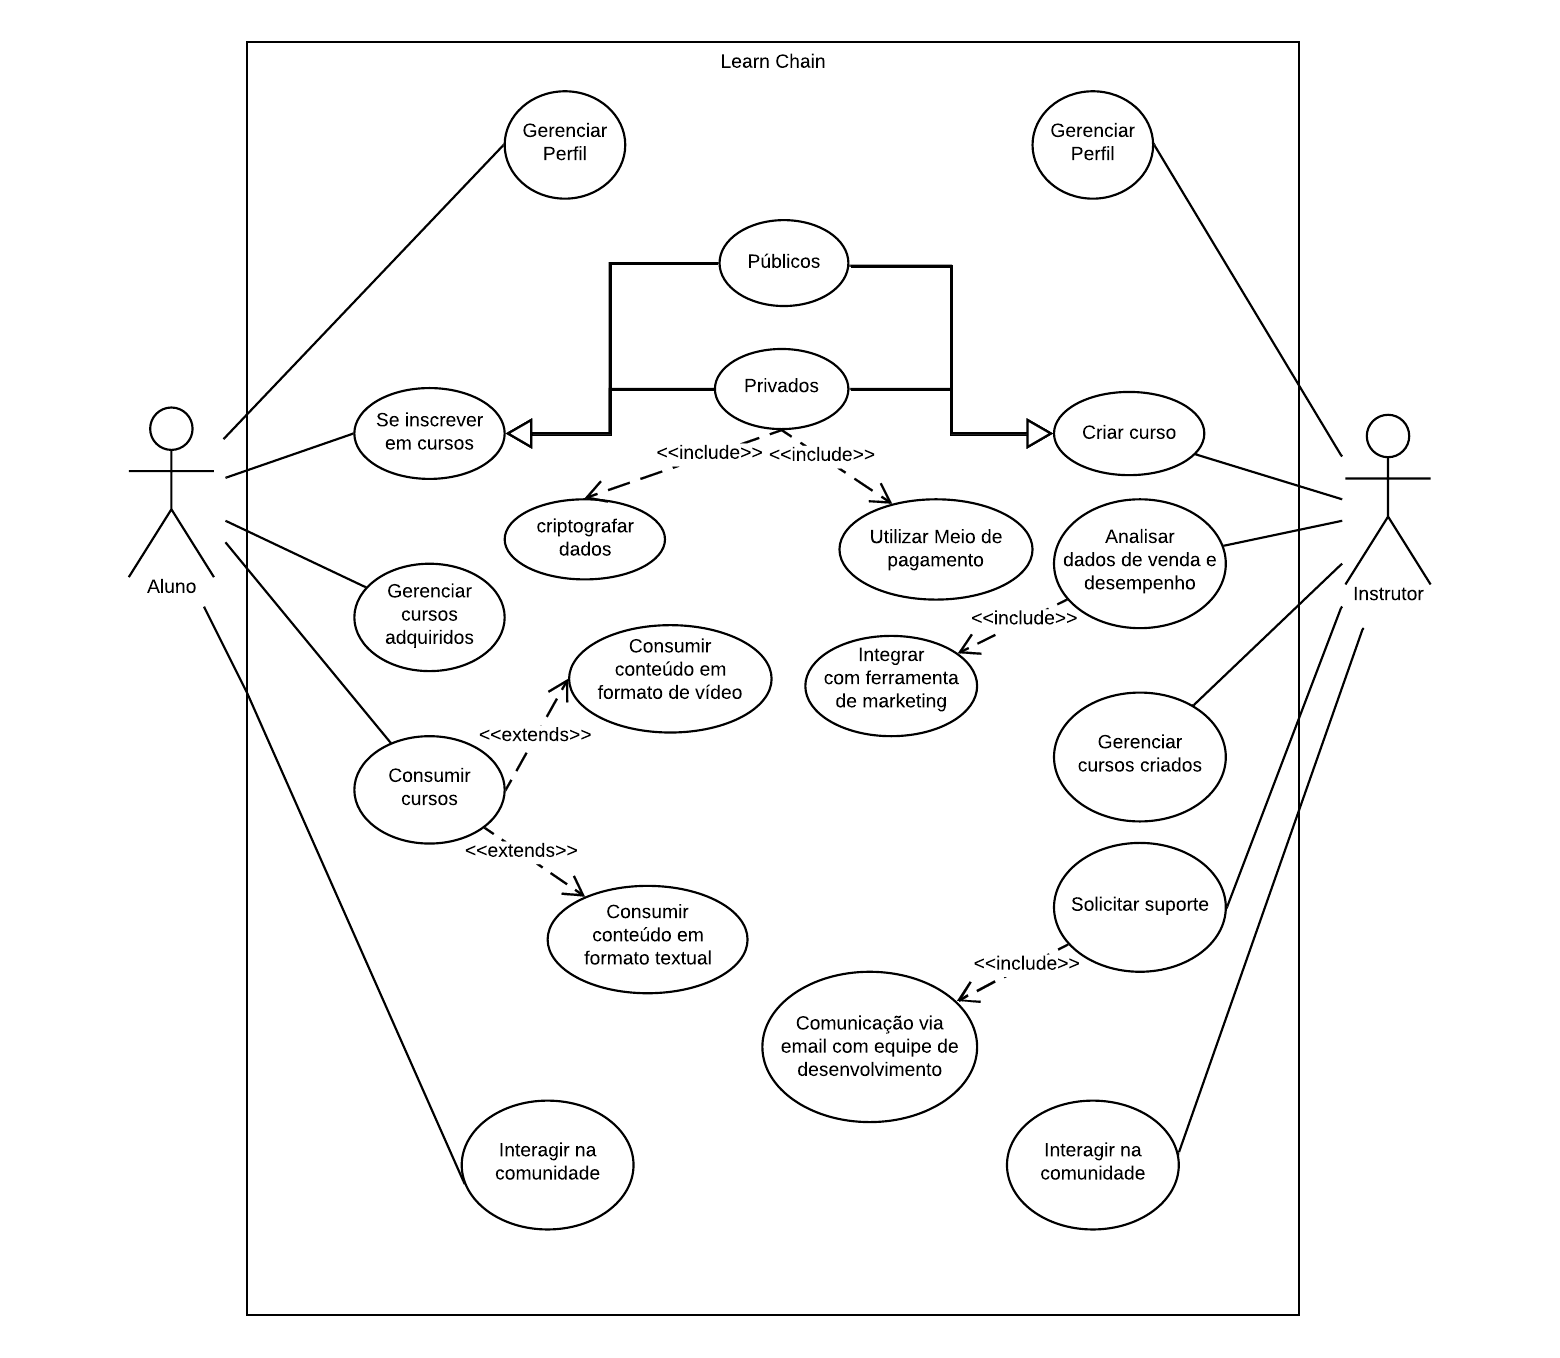 Learn Chain
Gerenciar
Perfil
Gerenciar
Perfil
Públicos
Privados
Se inscrever
em cursos
Criar curso
<<include>>
<<include>>
criptografar
dados
Utilizar Meio de
pagamento
Analisar
dados de venda e
desempenho
Aluno
Instrutor
Gerenciar
cursos
adquiridos
<<include>>
Consumir
conteúdo em
formato de vídeo
Integrar
com ferramenta
de marketing
<<extends>>
Gerenciar
cursos criados
Consumir
cursos
<<extends>>
Consumir
conteúdo em
formato textual
Solicitar suporte
<<include>>
Comunicação via
email com equipe de
desenvolvimento
Interagir na
comunidade
Interagir na
comunidade